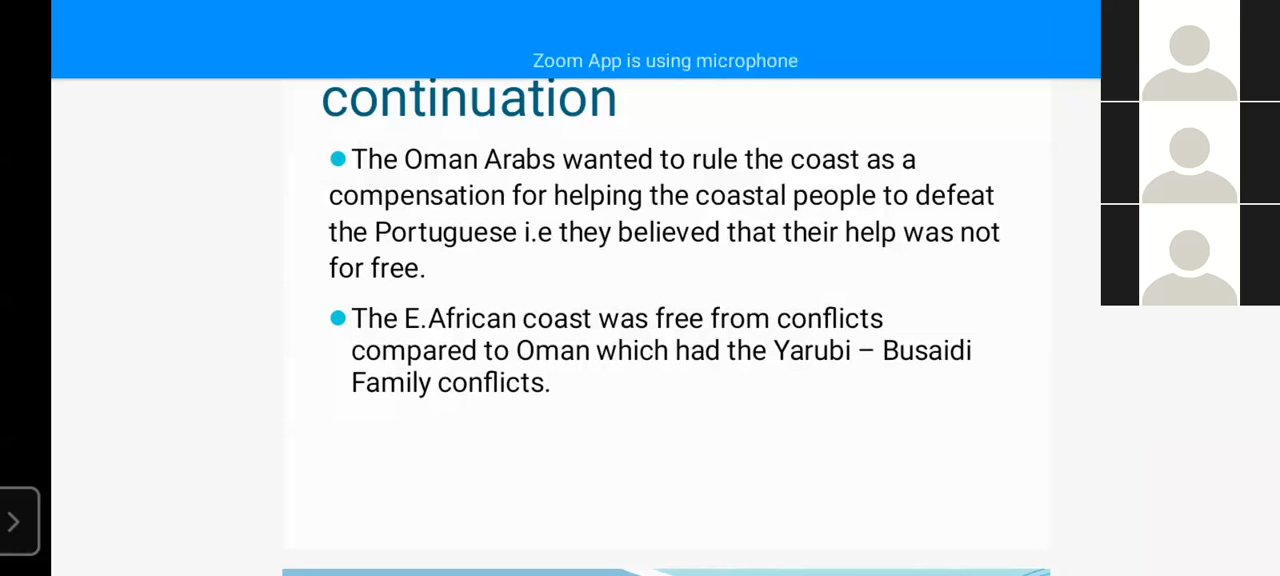 Zoom App is using microphone
continuation
The Oman Arabs wanted to rule the coast as a
compensation for helping the coastal people to defeat
the Portuguese i.e they believed that their help was not
for free.
The E.African coast was free from conflicts
compared to Oman which had the Yarubi – Busaidi
Family conflicts.